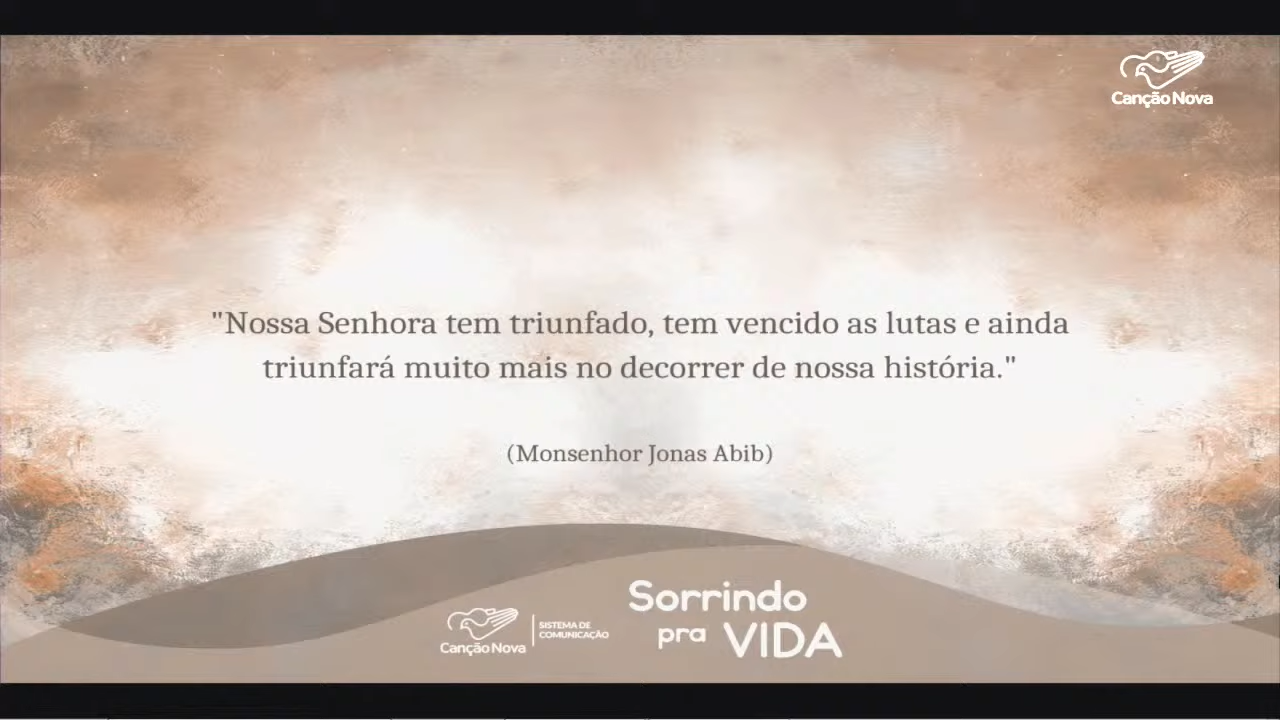 Canção Nova
"Nossa Senhora tem triunfado, tem vencido as lutas e ainda
triunfará muito mais no decorrer de nossa história."
(Monsenhor Jonas Abib)
Canção Nova
SISTEMA DE
COMUNICAÇÃO
Sorrindo
pra VIDA